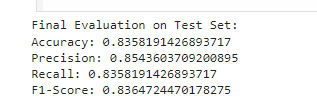 Final Evaluation on Test Set:
Accuracy: 0.8358191426893717
Precision: 0.8543603709200895
Recall: 0.8358191426893717
F1-Score: 0.8364724470178275